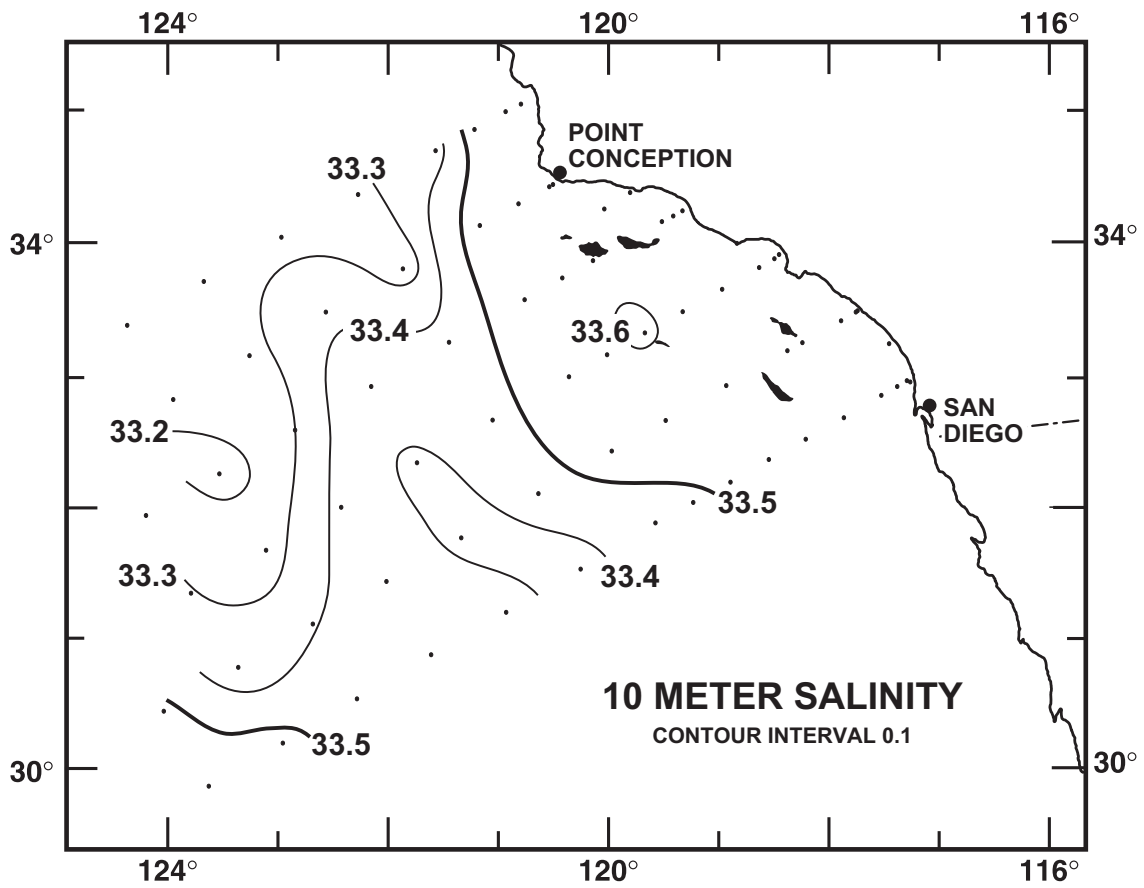 124° 120° 116°
POINT
CONCEPTION
33.3
34° 34°
33.4 33.6
33.2 SAN
DIEGO
33.5
33.3 33.4
10 METER SALINITY
CONTOUR INTERVAL 0.1
33.5
30° 30°
124° 120° 116°